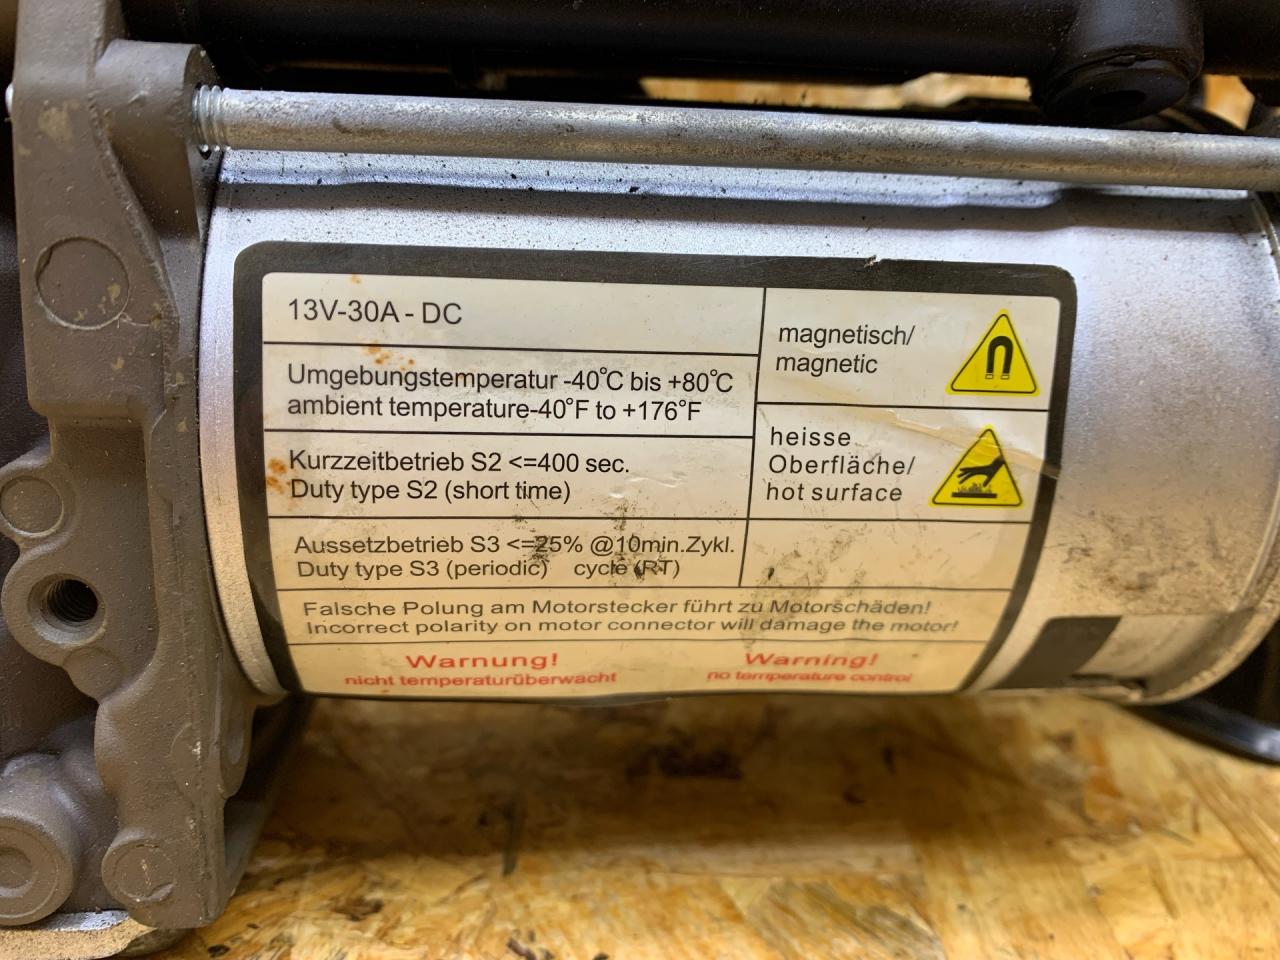 13V-30A - DC
Umgebungstemperatur -40°C bis +80°C
ambient temperature-40°F to +176°F
Kurzzeitbetrieb S2 <=400 sec.
Duty type S2 (short time)
Aussetzbetrieb S3 <=25% @10min.Zykl.
Duty type S3 (periodic) cycle (RT)
magnetisch/
magnetic
heisse
Oberfläche/
hot surface
Falsche Polung am Motorstecker führt zu Motorschäden!
Incorrect polarity on motor connector will damage the motor!
Warnung!
nicht temperaturüberwacht
Warning!
no temperature control